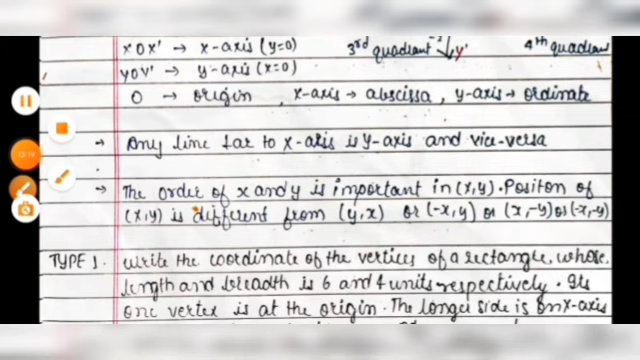 XOX' → x-axis (y=0) 3rd quadrant -2 Y' 4th quadrant
YOY' → y-axis (x=0)
O → origin , x-axis → abscissa , y-axis → ordinate
→ Any line lar to x-axis is y-axis and vice-versa
→ The order of x and y is important in (x,y). Positon of
(x,y) is different from (y,x) or (-x,y) or (x,-y) or (-x,-y)
TYPE 1. Write the coordinate of the vertices of a rectangle, whose
length and breadth is 6 and 4 units respectively. Its
one vertex is at the origin. The longer side is on x-axis